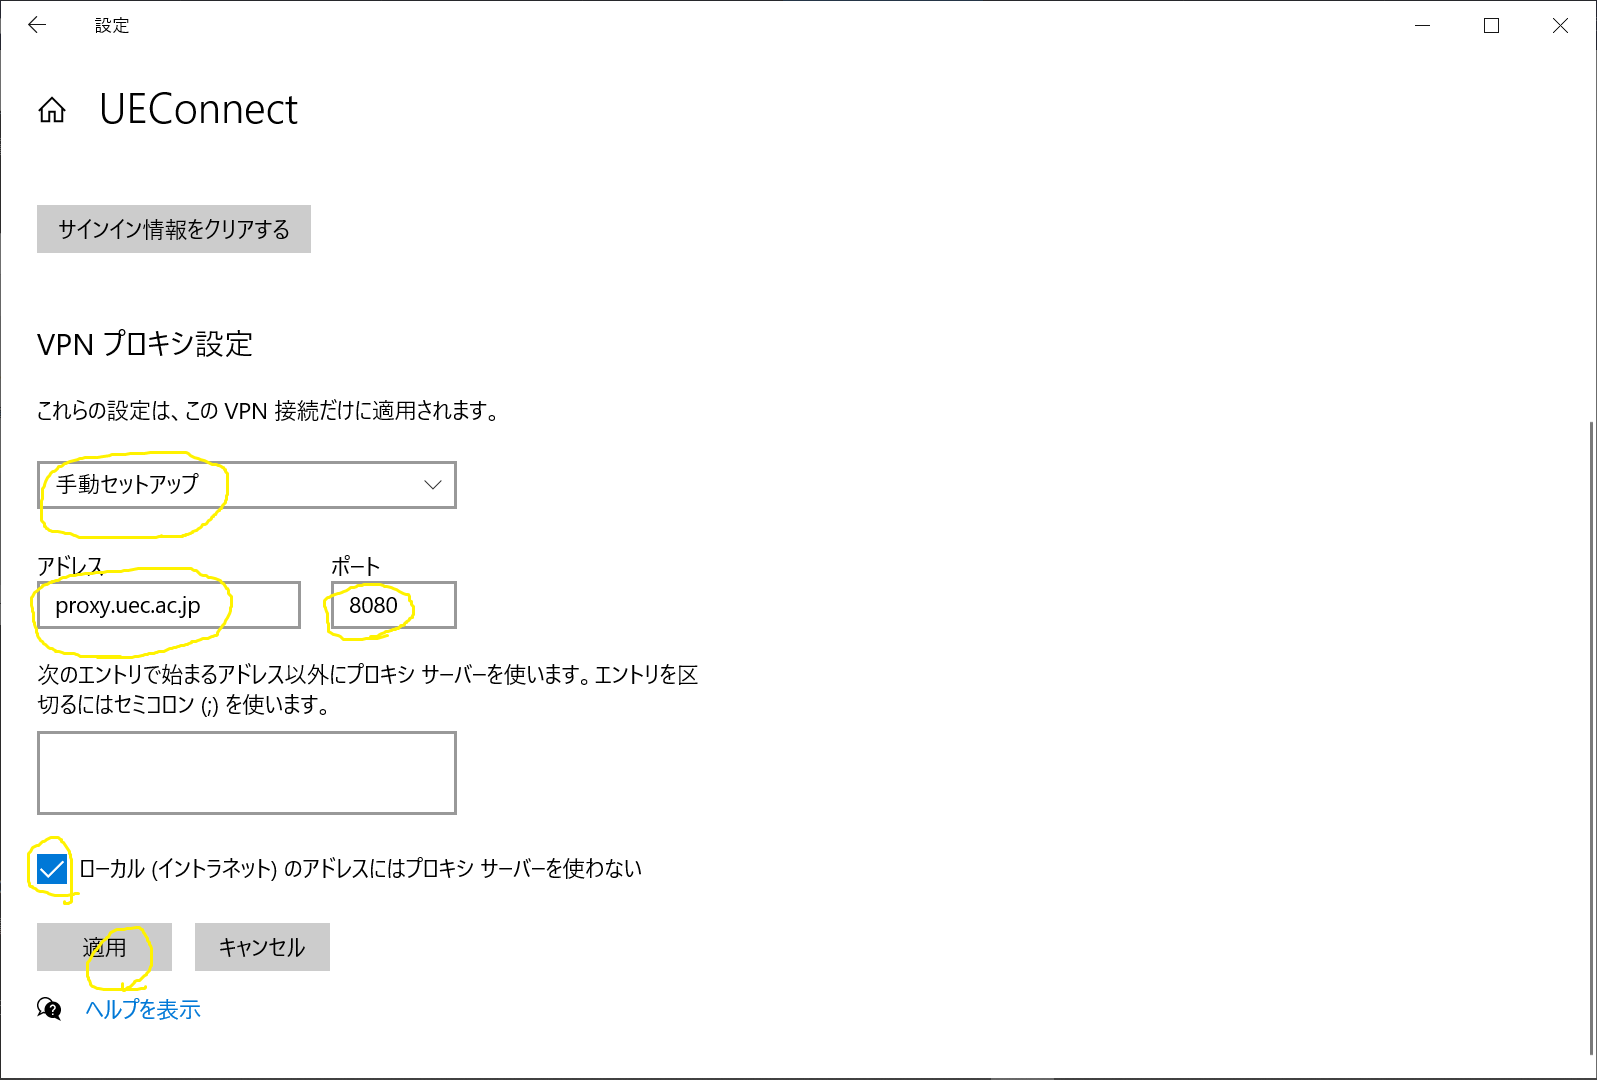 設定
UEConnect
サインイン情報をクリアする
VPN プロキシ設定
これらの設定は、この VPN 接続だけに適用されます。
手動セットアップ
アドレス
ポート
proxy.uec.ac.jp
8080
次のエントリで始まるアドレス以外にプロキシ サーバーを使います。エントリを区
切るにはセミコロン (;) を使います。
ローカル (イントラネット) のアドレスにはプロキシ サーバーを使わない
適用
キャンセル
ヘルプを表示